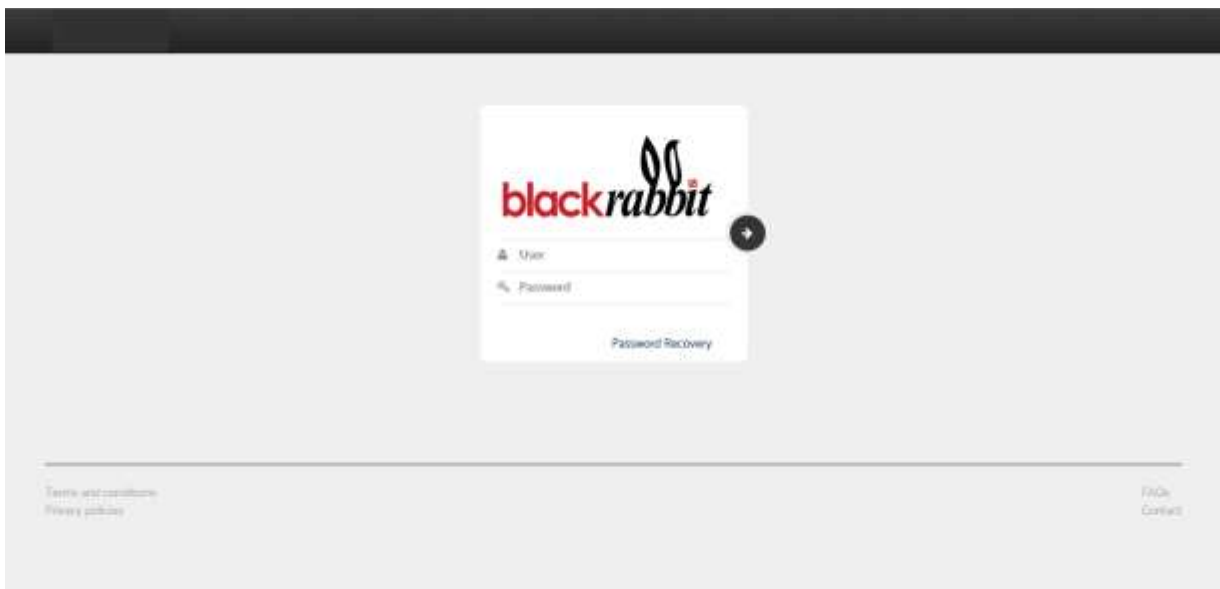 blackrabbit
User
Password
Password Recovery
Terms and conditions
FAQs
Privacy policies
Contact